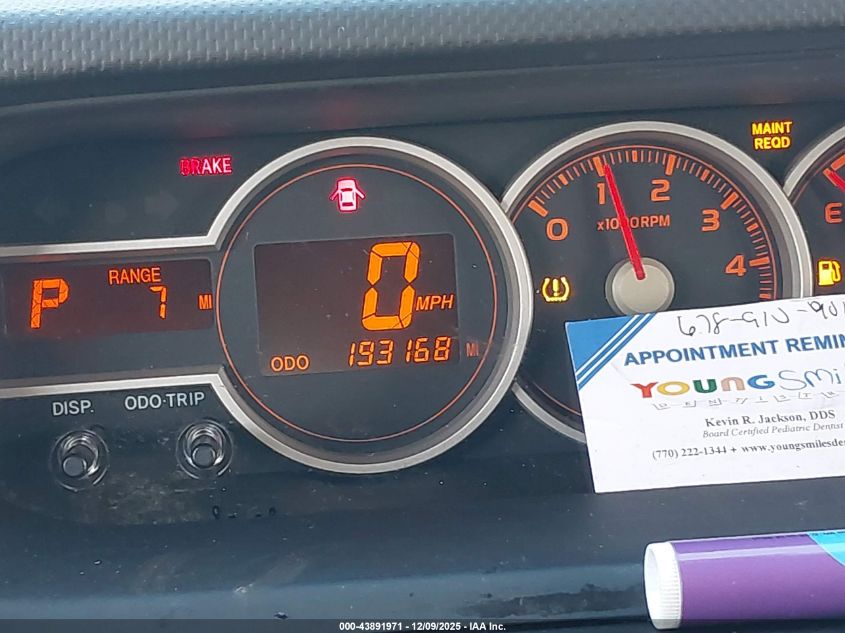 MAINT
REQD
BRAKE
0 1 2 3 4
x1000RPM
E
P
RANGE
7 MI
0 MPH
ODO 193168 MI
DISP. ODO·TRIP
APPOINTMENT REMIN
YOUNG SMI
Kevin R. Jackson, DDS
Board Certified Pediatric Dentist
(770) 222-1344 • www.youngsmilesde
000-43891971 - 12/09/2025 - IAA Inc.